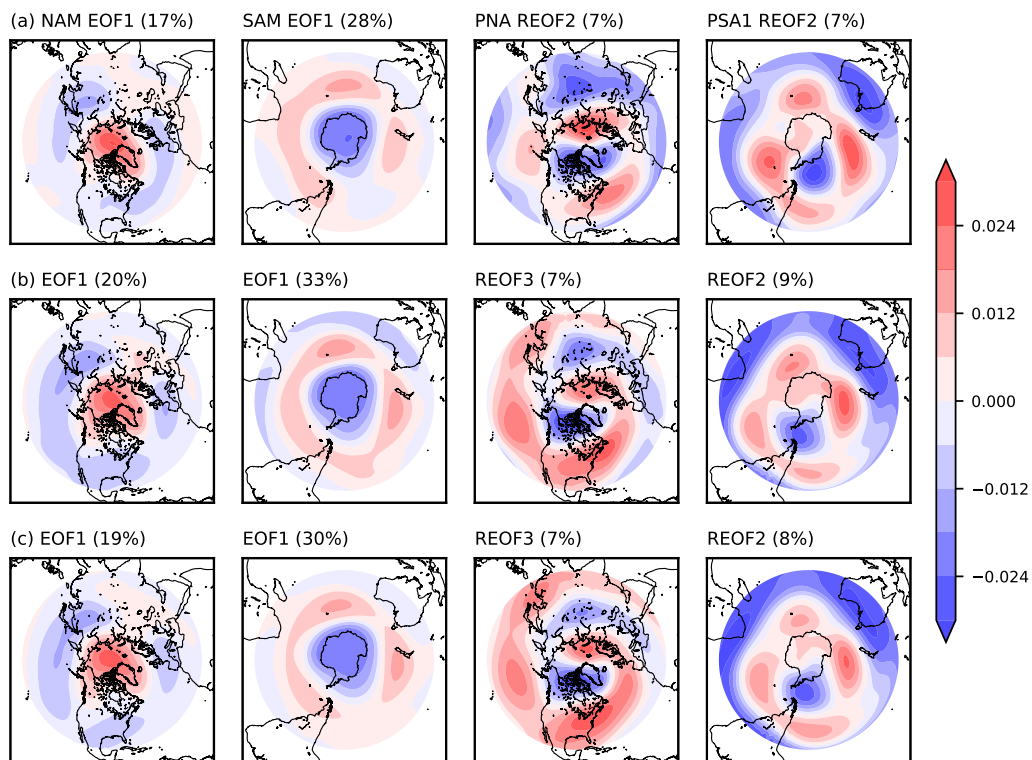 (a) NAM EOF1 (17%)
SAM EOF1 (28%)
PNA REOF2 (7%)
PSA1 REOF2 (7%)
(b) EOF1 (20%)
EOF1 (33%)
REOF3 (7%)
REOF2 (9%)
(c) EOF1 (19%)
EOF1 (30%)
REOF3 (7%)
REOF2 (8%)
0.024
0.012
0.000
−0.012
−0.024